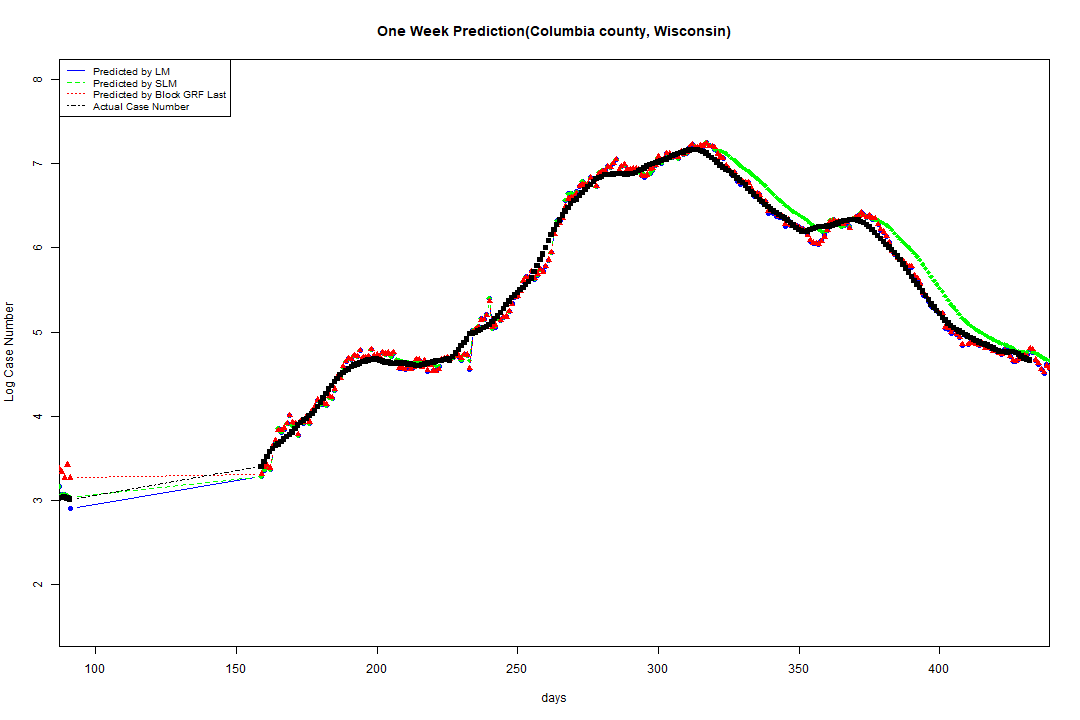 One Week Prediction(Columbia county, Wisconsin)
Predicted by LM
Predicted by SLM
Predicted by Block GRF Last
Actual Case Number
8
7
6
5
4
3
2
Log Case Number
100 150 200 250 300 350 400
days